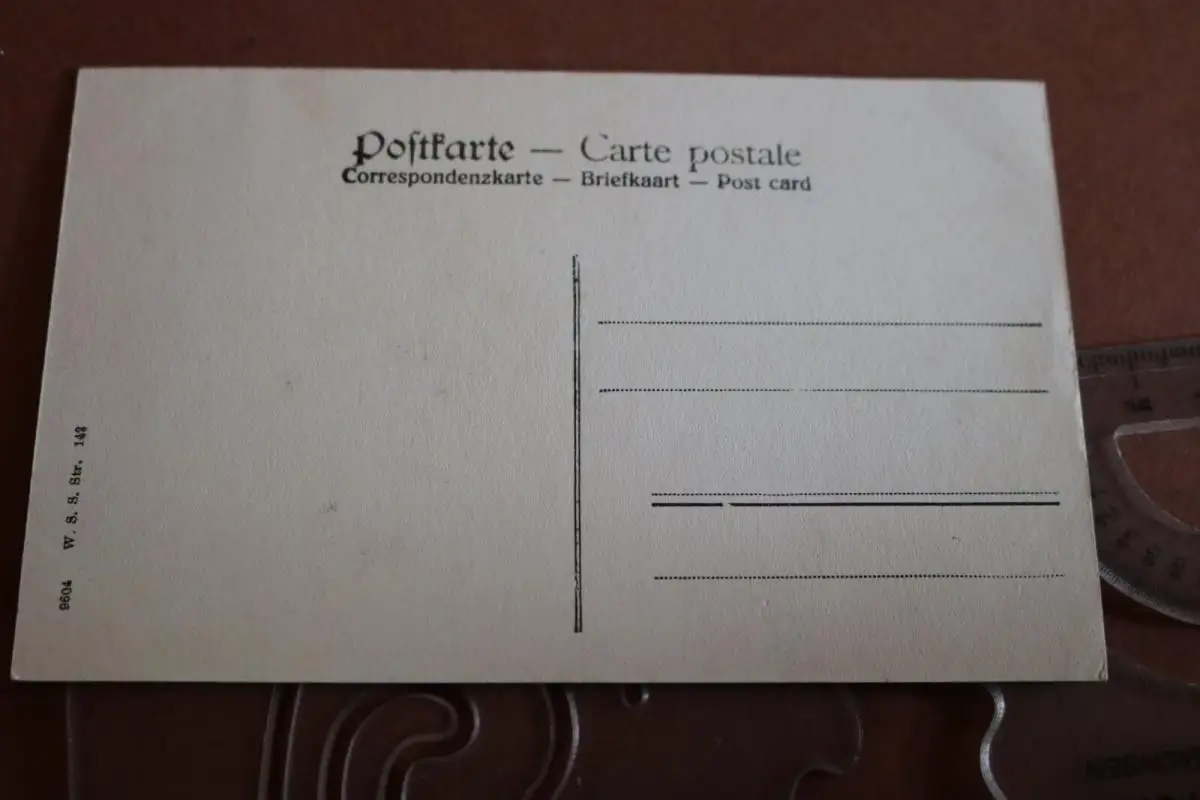 Poſtkarte — Carte postale
Correspondenzkarte — Briefkaart — Post card
9604 W. S. S. Str. 142